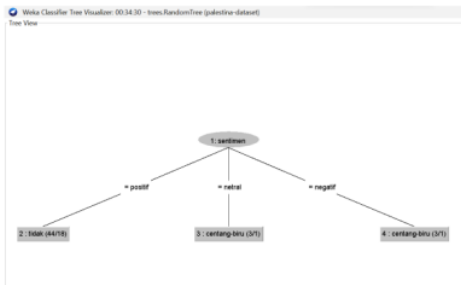 Weka Classifier Tree Visualizer: 00:34:30 - trees.RandomTree (palestina-dataset)
Tree View
1: sentimen
= positif = netral = negatif
2 : tidak (44/18) 3 : centang-biru (3/1) 4 : centang-biru (3/1)